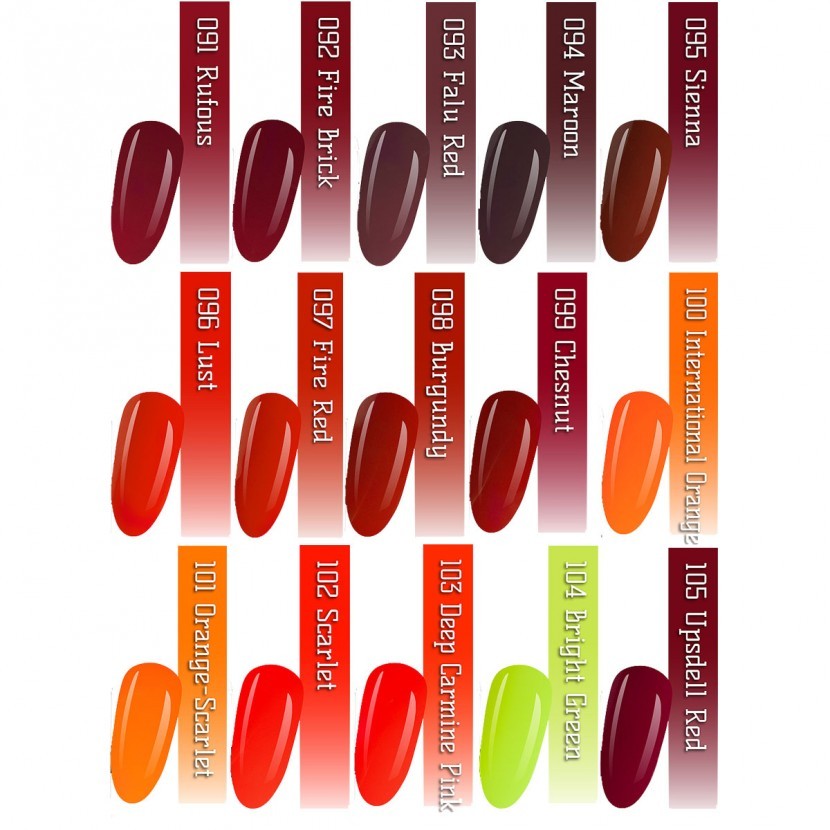 091 Rufous
092 Fire Brick
093 Falu Red
094 Maroon
095 Sienna
096 Lust
097 Fire Red
098 Burgundy
099 Chesnut
100 International Orange
101 Orange-Scarlet
102 Scarlet
103 Deep Carmine Pink
104 Bright Green
105 Upsdell Red